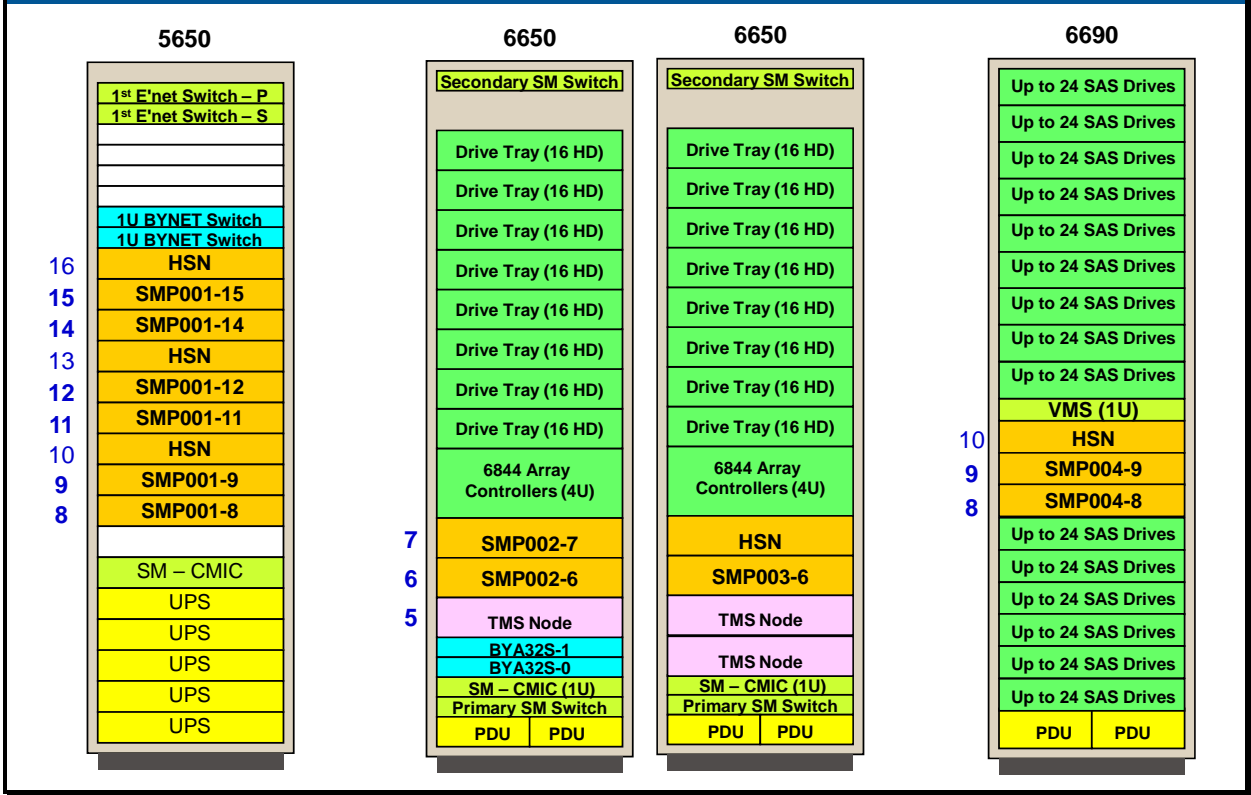 5650
1st E'net Switch – P
1st E'net Switch – S
1U BYNET Switch
1U BYNET Switch
16 HSN
15 SMP001-15
14 SMP001-14
13 HSN
12 SMP001-12
11 SMP001-11
10 HSN
9 SMP001-9
8 SMP001-8
SM – CMIC
UPS
UPS
UPS
UPS
UPS
6650
Secondary SM Switch
Drive Tray (16 HD)
Drive Tray (16 HD)
Drive Tray (16 HD)
Drive Tray (16 HD)
Drive Tray (16 HD)
Drive Tray (16 HD)
Drive Tray (16 HD)
Drive Tray (16 HD)
6844 Array
Controllers (4U)
7 SMP002-7
6 SMP002-6
5 TMS Node
BYA32S-1
BYA32S-0
SM – CMIC (1U)
Primary SM Switch
PDU PDU
6650
Secondary SM Switch
Drive Tray (16 HD)
Drive Tray (16 HD)
Drive Tray (16 HD)
Drive Tray (16 HD)
Drive Tray (16 HD)
Drive Tray (16 HD)
Drive Tray (16 HD)
Drive Tray (16 HD)
6844 Array
Controllers (4U)
HSN
SMP003-6
TMS Node
TMS Node
SM – CMIC (1U)
Primary SM Switch
PDU PDU
6690
Up to 24 SAS Drives
Up to 24 SAS Drives
Up to 24 SAS Drives
Up to 24 SAS Drives
Up to 24 SAS Drives
Up to 24 SAS Drives
Up to 24 SAS Drives
Up to 24 SAS Drives
Up to 24 SAS Drives
VMS (1U)
10 HSN
9 SMP004-9
8 SMP004-8
Up to 24 SAS Drives
Up to 24 SAS Drives
Up to 24 SAS Drives
Up to 24 SAS Drives
Up to 24 SAS Drives
Up to 24 SAS Drives
PDU PDU